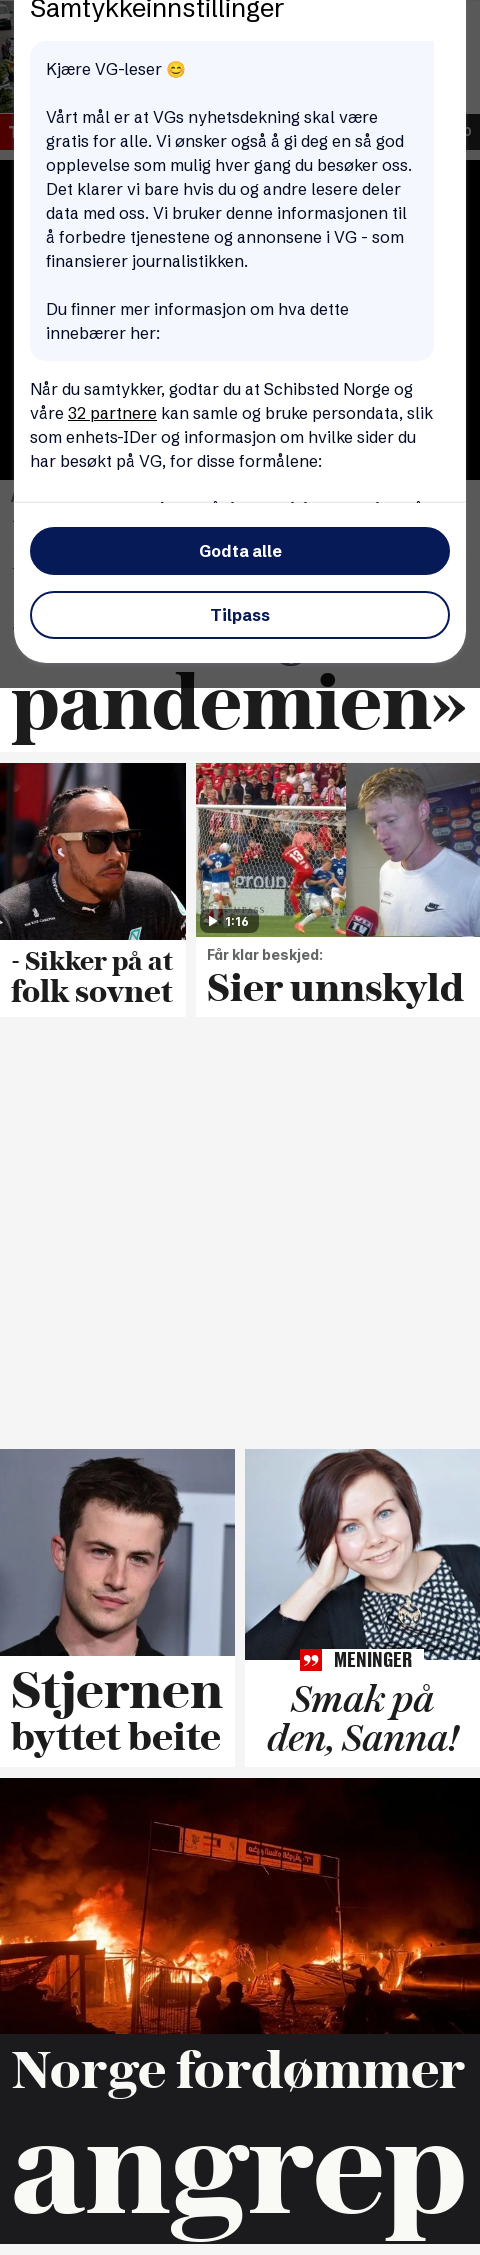 Samtykkeinnstillinger
Kjære VG-leser 😊
Vårt mål er at VGs nyhetsdekning skal være
gratis for alle. Vi ønsker også å gi deg en så god
opplevelse som mulig hver gang du besøker oss.
Det klarer vi bare hvis du og andre lesere deler
data med oss. Vi bruker denne informasjonen til
å forbedre tjenestene og annonsene i VG - som
finansierer journalistikken.
Du finner mer informasjon om hva dette
innebærer her:
Når du samtykker, godtar du at Schibsted Norge og
våre 32 partnere kan samle og bruke persondata, slik
som enhets-IDer og informasjon om hvilke sider du
har besøkt på VG, for disse formålene:
Godta alle
Tilpass
pandemien»
1:16
- Sikker på at
folk sovnet
Får klar beskjed:
Sier unnskyld
Stjernen
byttet beite
MENINGER
Smak på
den, Sanna!
Norge fordømmer
angrep